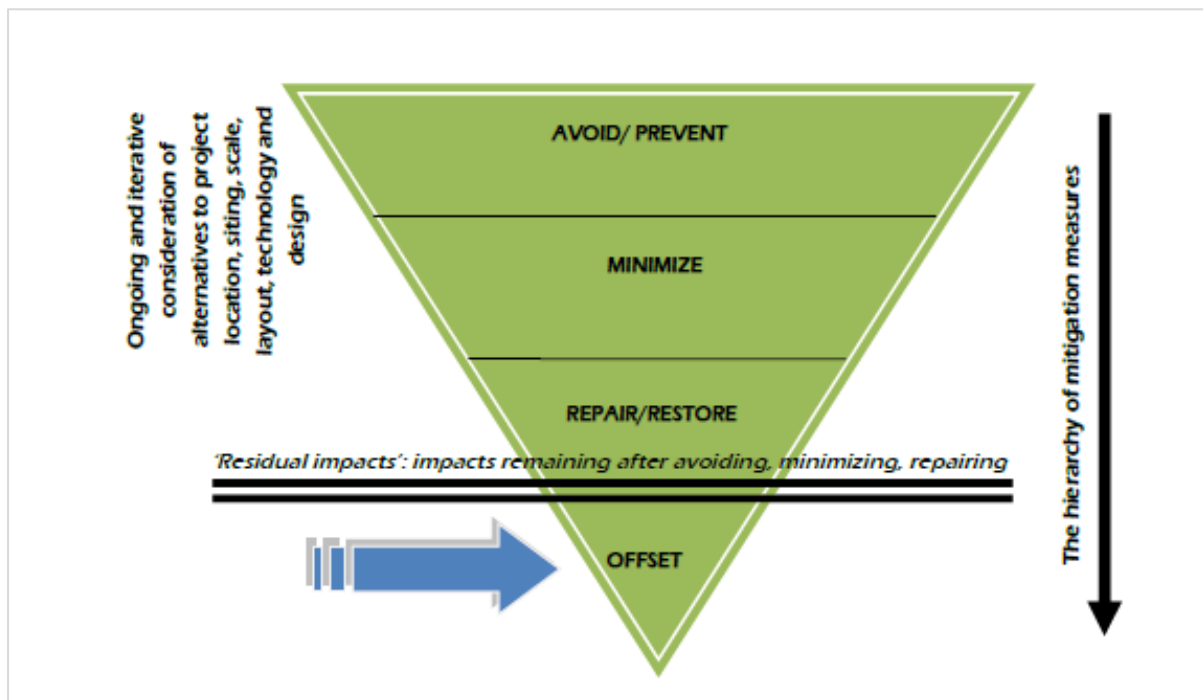 Ongoing and iterative
consideration of
alternatives to project
location, siting, scale,
layout, technology and
design
AVOID/ PREVENT
MINIMIZE
REPAIR/RESTORE
'Residual impacts': impacts remaining after avoiding, minimizing, repairing
OFFSET
The hierarchy of mitigation measures